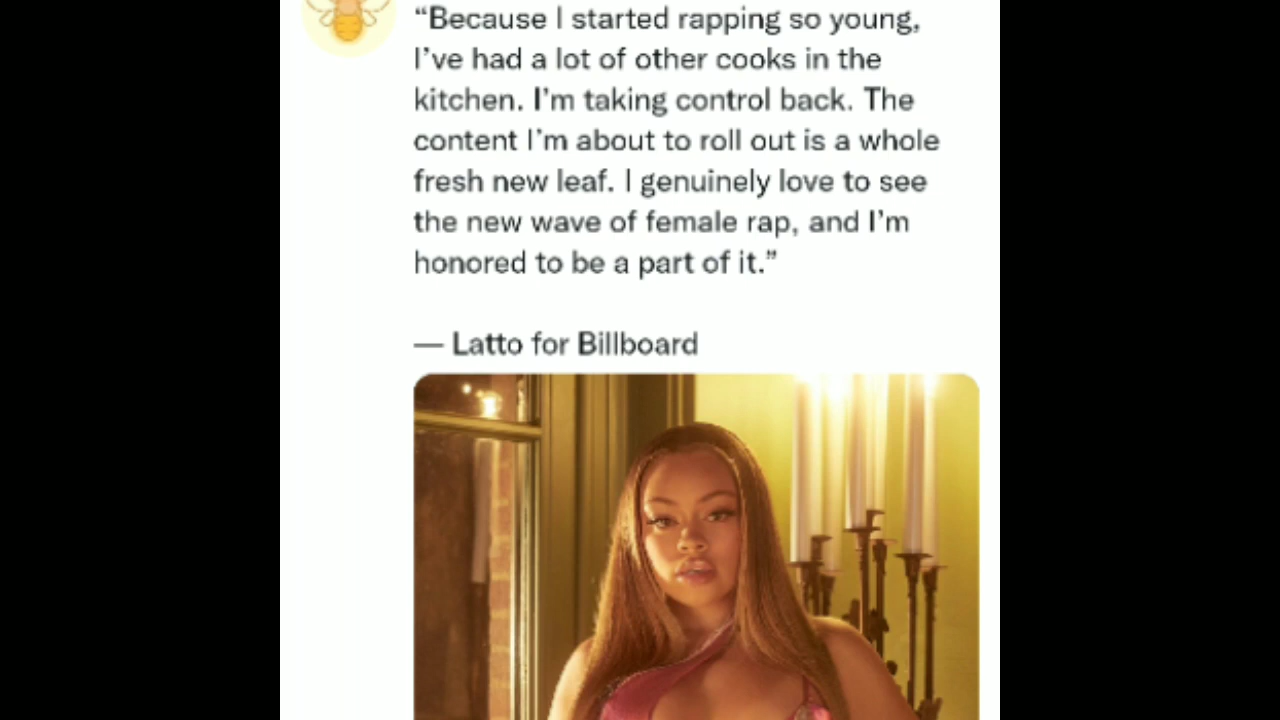 “Because I started rapping so young,
I’ve had a lot of other cooks in the
kitchen. I’m taking control back. The
content I’m about to roll out is a whole
fresh new leaf. I genuinely love to see
the new wave of female rap, and I’m
honored to be a part of it.”
— Latto for Billboard